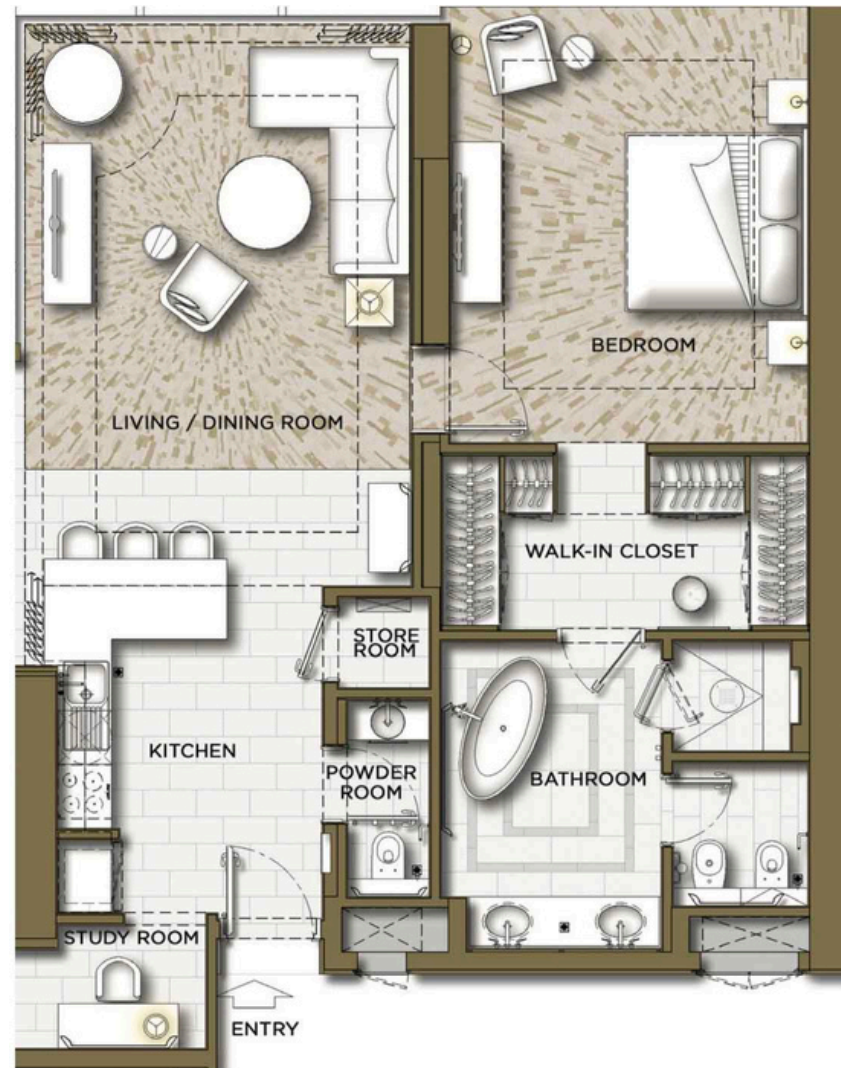 BEDROOM
LIVING / DINING ROOM
WALK-IN CLOSET
STORE
ROOM
KITCHEN
POWDER
ROOM
BATHROOM
STUDY ROOM
ENTRY